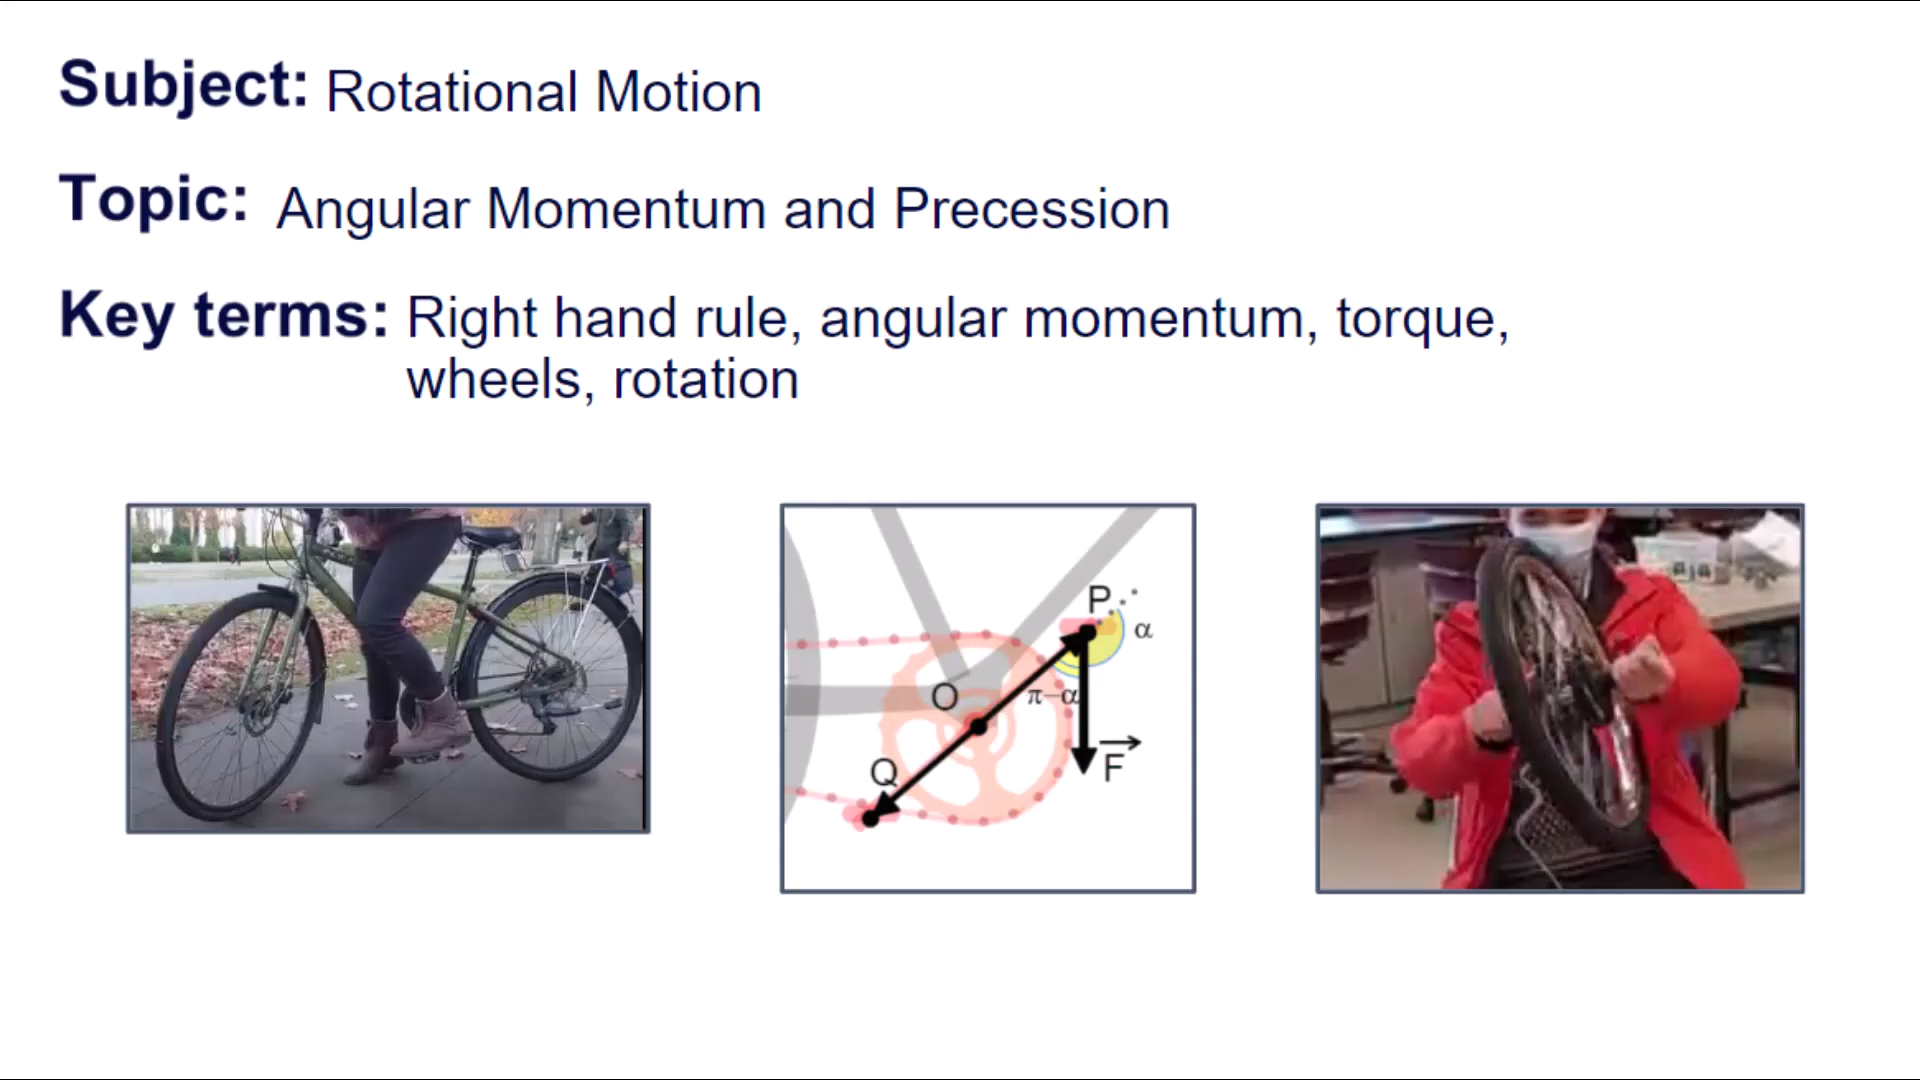 Subject: Rotational Motion
Topic: Angular Momentum and Precession
Key terms: Right hand rule, angular momentum, torque,
wheels, rotation
P
α
O
π−α
Q
F